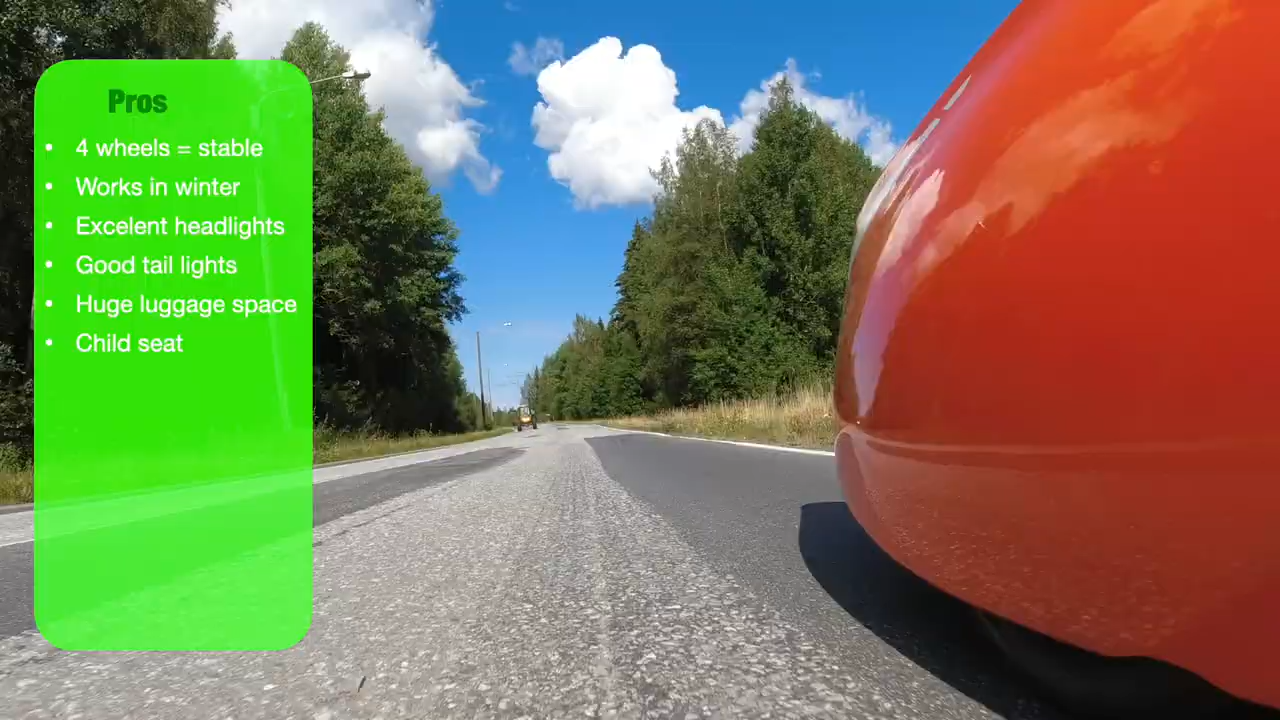 Pros
• 4 wheels = stable
• Works in winter
• Excelent headlights
• Good tail lights
• Huge luggage space
• Child seat